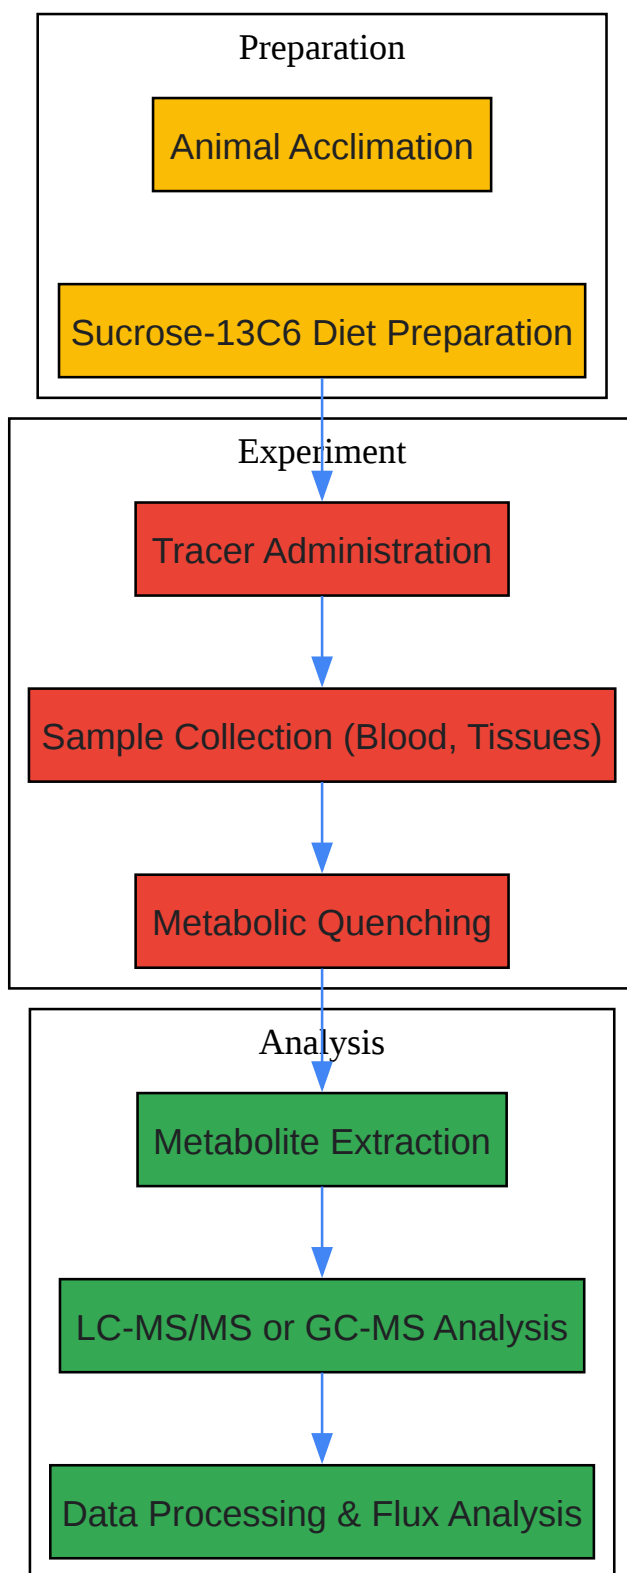 Preparation
Animal Acclimation
Sucrose-13C6 Diet Preparation
Experiment
Tracer Administration
Sample Collection (Blood, Tissues)
Metabolic Quenching
Analysis
Metabolite Extraction
LC-MS/MS or GC-MS Analysis
Data Processing & Flux Analysis